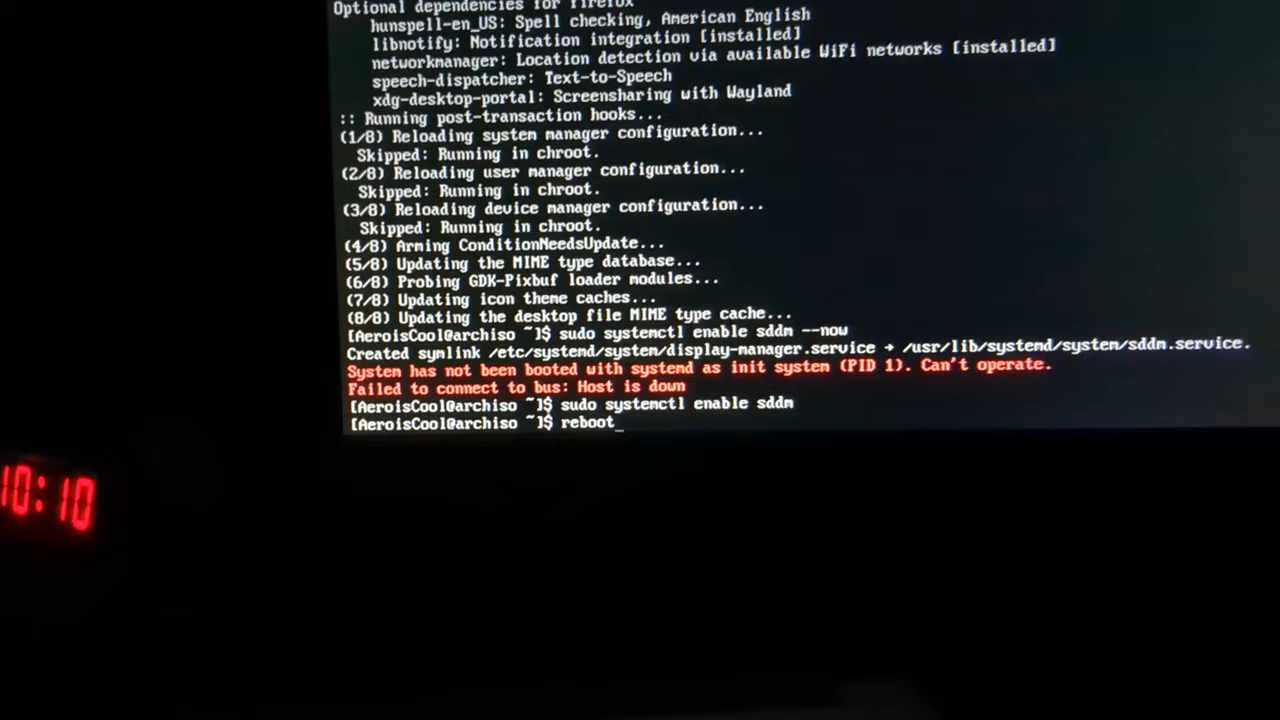 Optional dependencies for firefox
hunspell-en_US: Spell checking, American English
libnotify: Notification integration [installed]
networkmanager: Location detection via available WiFi networks [installed]
speech-dispatcher: Text-to-Speech
xdg-desktop-portal: Screensharing with Wayland
:: Running post-transaction hooks...
(1/8) Reloading system manager configuration...
Skipped: Running in chroot.
(2/8) Reloading user manager configuration...
Skipped: Running in chroot.
(3/8) Reloading device manager configuration...
Skipped: Running in chroot.
(4/8) Arming ConditionNeedsUpdate...
(5/8) Updating the MIME type database...
(6/8) Probing GDK-Pixbuf loader modules...
(7/8) Updating icon theme caches...
(8/8) Updating the desktop file MIME type cache...
[AeroisCool@archiso ~]$ sudo systemctl enable sddm --now
Created symlink /etc/systemd/system/display-manager.service → /usr/lib/systemd/system/sddm.service.
System has not been booted with systemd as init system (PID 1). Can't operate.
Failed to connect to bus: Host is down
[AeroisCool@archiso ~]$ sudo systemctl enable sddm
[AeroisCool@archiso ~]$ reboot_
10:10